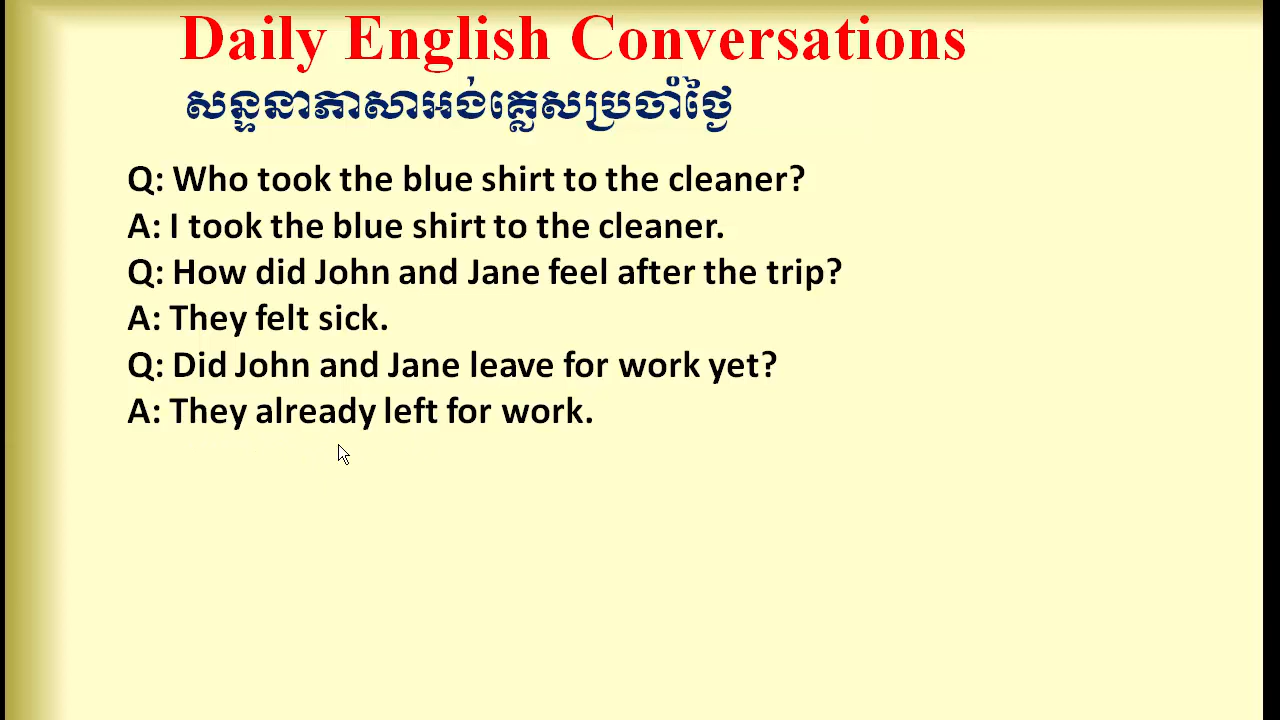 Daily English Conversations
សន្ទនាភាសាអង់គ្លេសប្រចាំថ្ងៃ
Q: Who took the blue shirt to the cleaner?
A: I took the blue shirt to the cleaner.
Q: How did John and Jane feel after the trip?
A: They felt sick.
Q: Did John and Jane leave for work yet?
A: They already left for work.